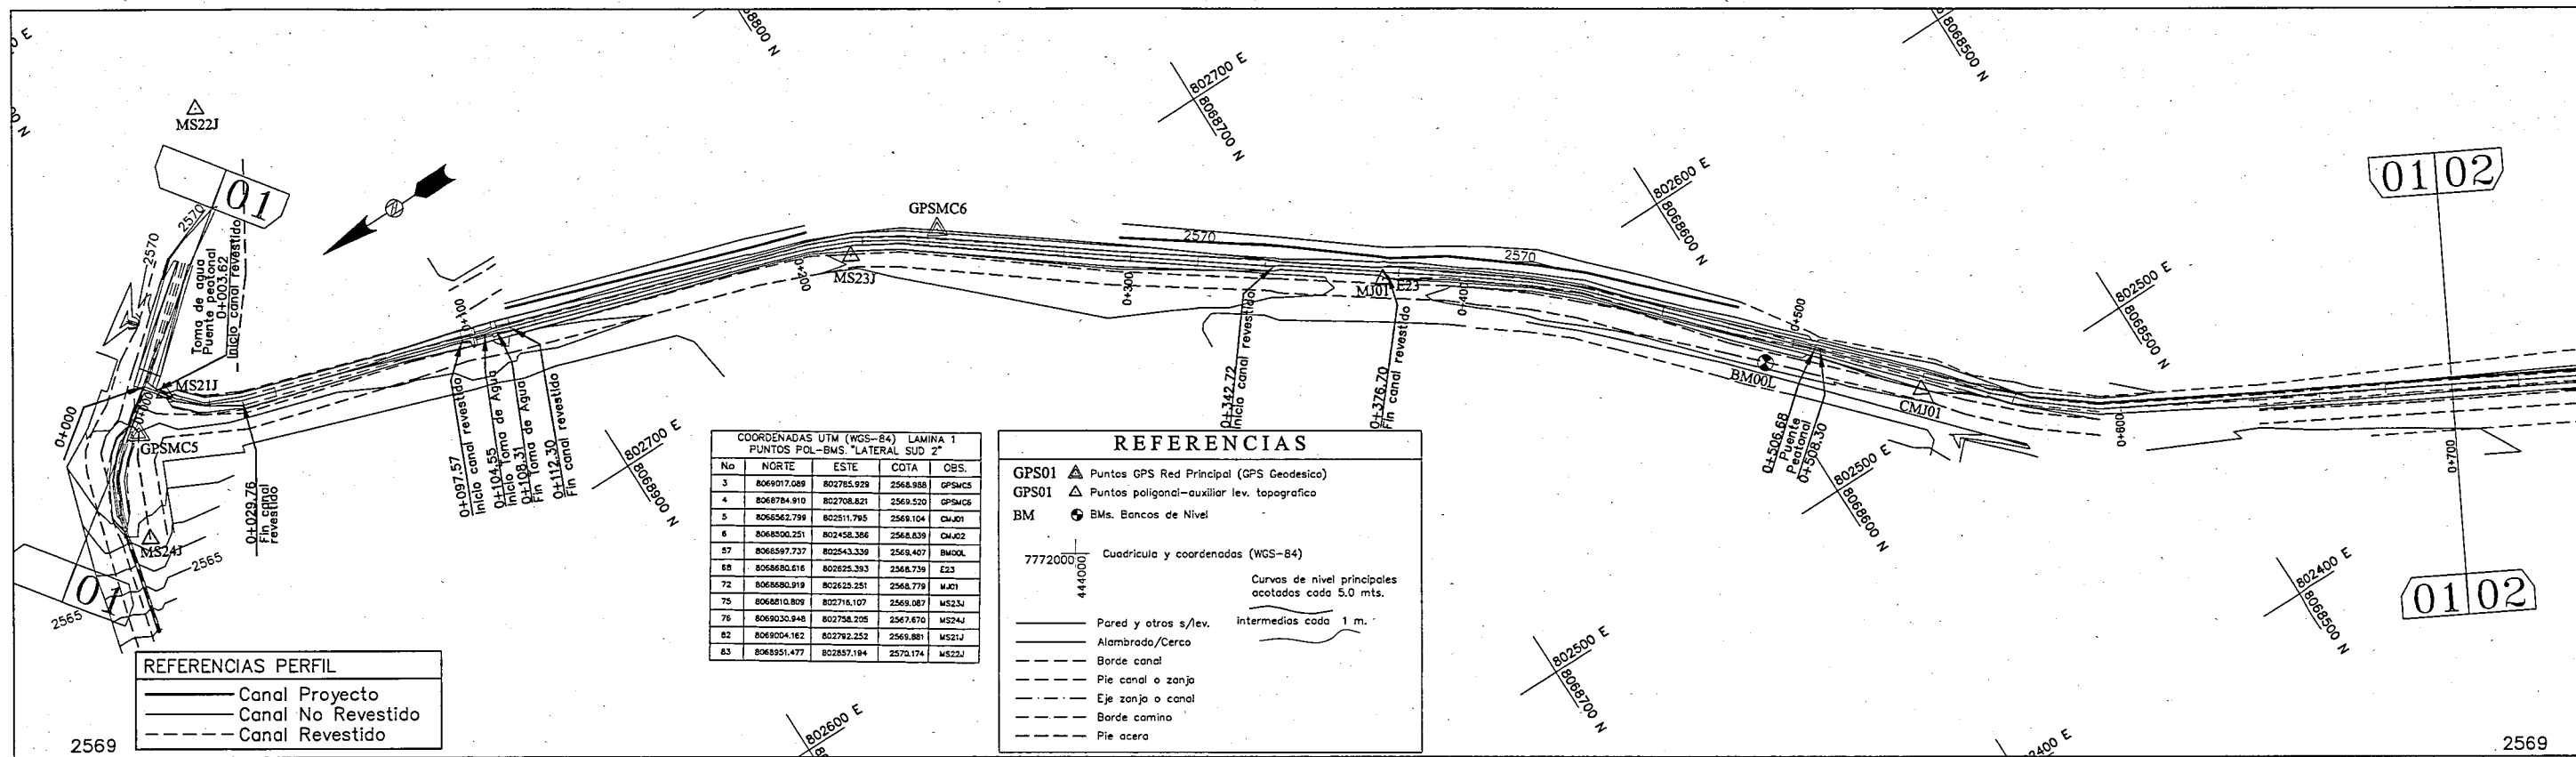 MS22J
01
2570
2570
Toma de agua
Puente peatonal
0+003.62
Inicio canal revestido
MS21J
0+000
0+000
GPSMC5
MS24J
2565
2565
01
0+029.76
Fin canal
revestido
0+100
0+097.57
Inicio canal revestido
0+104.55
Inicio Toma de Agua
0+108.31
Fin Toma de Agua
0+112.30
Fin canal revestido
0+200
MS23J
GPSMC6
0+300
2570
0+342.72
Inicio canal revestido
MJ01
E23
0+376.70
Fin canal revestido
0+400
2570
0+500
BM00L
0+506.68
Puente
Peatonal
0+508.30
CMJ01
0+600
0+700
01 02
01 02
68800 N
802700 E
8068700 N
802600 E
8068600 N
8068500 N
802500 E
8068500 N
802700 E
8068900 N
802500 E
8068600 N
802400 E
8068500 N
802500 E
8068700 N
802600 E
2400 E
COORDENADAS UTM (WGS-84) LAMINA 1
PUNTOS POL-BMS. "LATERAL SUD 2"
No NORTE ESTE COTA OBS.
3 8069017.089 802785.929 2568.988 GPSMC5
4 8068784.910 802708.821 2569.520 GPSMC6
5 8068562.799 802511.795 2569.104 CMJ01
6 8068500.251 802458.386 2568.839 CMJ02
57 8068597.737 802543.339 2569.407 BM00L
68 8068680.616 802625.393 2568.739 E23
72 8068680.919 802625.251 2568.779 MJ01
75 8068810.809 802716.107 2569.087 MS23J
76 8069030.948 802758.205 2567.670 MS24J
82 8069004.162 802792.252 2569.881 MS21J
83 8068951.477 802857.194 2570.174 MS22J
REFERENCIAS
GPS01 Puntos GPS Red Principal (GPS Geodesico)
GPS01 Puntos poligonal-auxiliar lev. topografico
BM BMs. Bancos de Nivel
7772000
444000
Cuadricula y coordenadas (WGS-84)
Curvas de nivel principales
acotados cada 5.0 mts.
intermedias cada 1 m.
Pared y otros s/lev.
Alambrado/Cerco
Borde canal
Pie canal o zanja
Eje zanja o canal
Borde camino
Pie acera
REFERENCIAS PERFIL
Canal Proyecto
Canal No Revestido
Canal Revestido
2569
2569